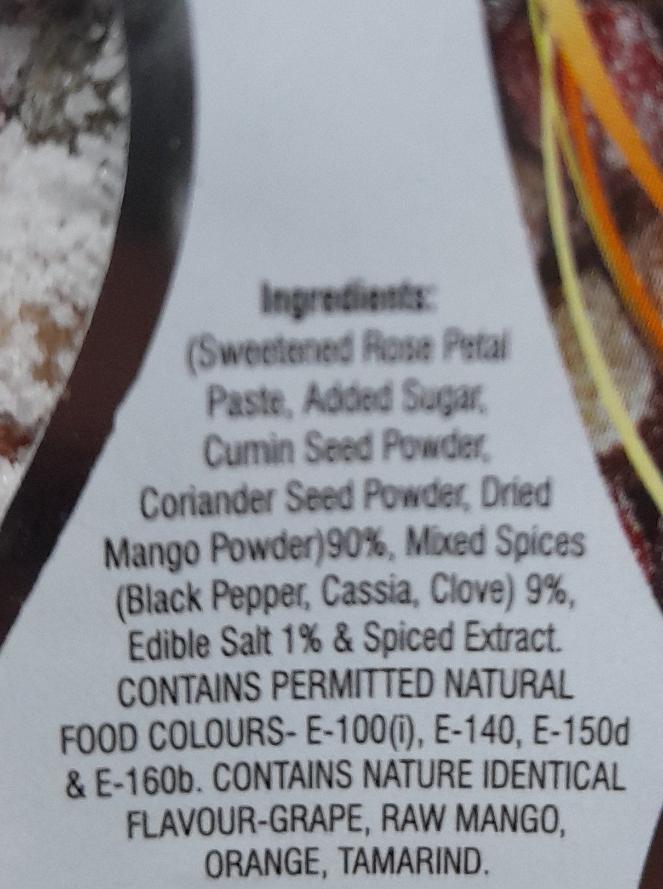 Ingredients:
(Sweetened Rose Petal
Paste, Added Sugar,
Cumin Seed Powder,
Coriander Seed Powder, Dried
Mango Powder)90%, Mixed Spices
(Black Pepper, Cassia, Clove) 9%,
Edible Salt 1% & Spiced Extract.
CONTAINS PERMITTED NATURAL
FOOD COLOURS- E-100(i), E-140, E-150d
& E-160b. CONTAINS NATURE IDENTICAL
FLAVOUR-GRAPE, RAW MANGO,
ORANGE, TAMARIND.